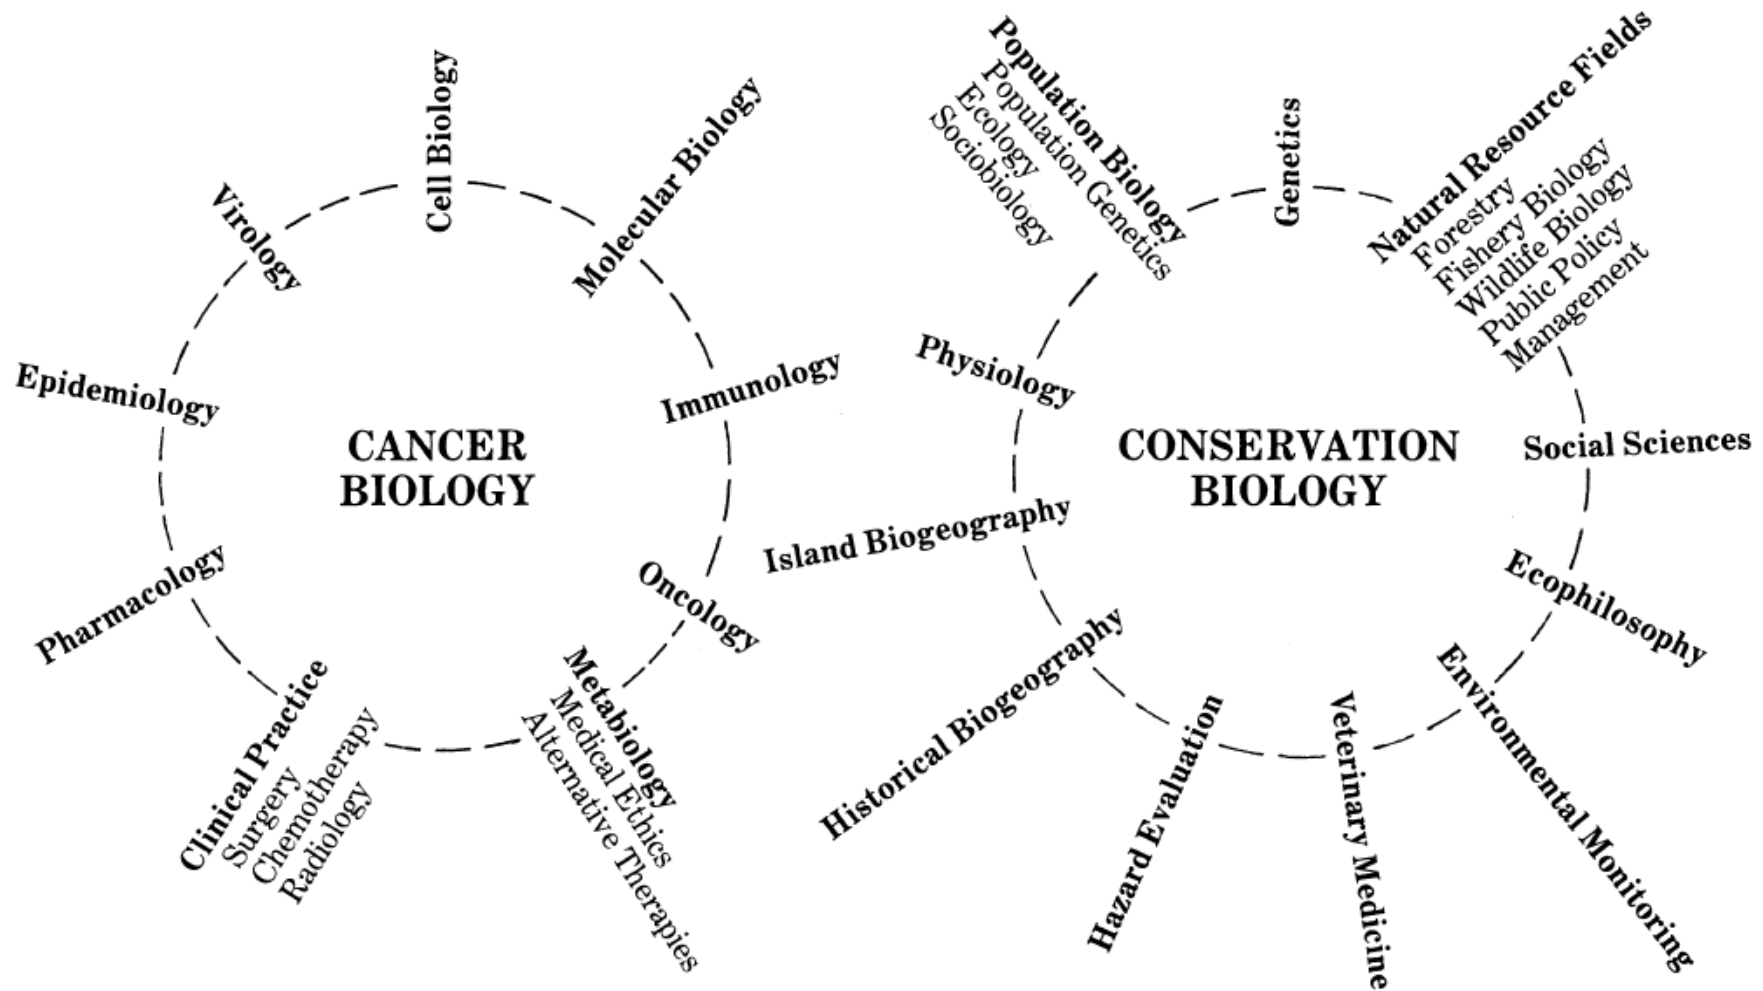 CANCER
BIOLOGY
Cell Biology
Molecular Biology
Immunology
Oncology
Metabiology
Medical Ethics
Alternative Therapies
Clinical Practice
Surgery
Chemotherapy
Radiology
Pharmacology
Epidemiology
Virology
CONSERVATION
BIOLOGY
Genetics
Natural Resource Fields
Forestry
Fishery Biology
Wildlife Biology
Public Policy
Management
Social Sciences
Ecophilosophy
Environmental Monitoring
Veterinary Medicine
Hazard Evaluation
Historical Biogeography
Island Biogeography
Physiology
Population Biology
Population Genetics
Ecology
Sociobiology